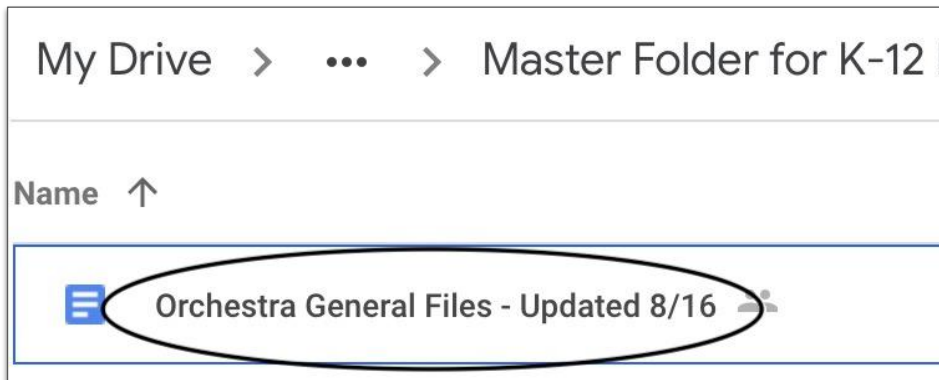 My Drive > ... > Master Folder for K-12
Name ↑
Orchestra General Files - Updated 8/16